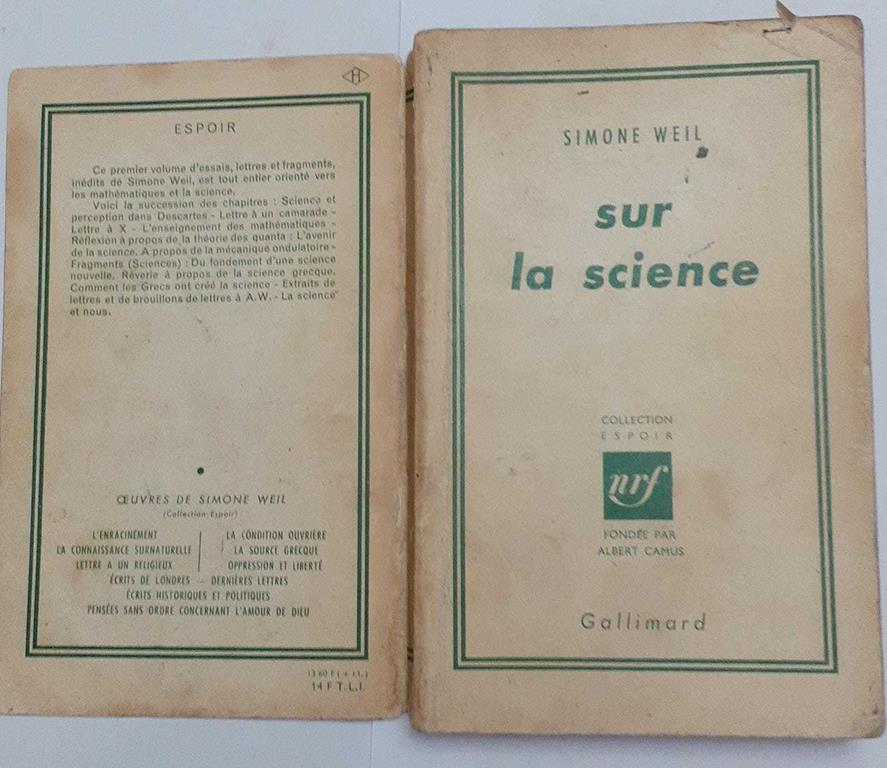 H
ESPOIR
Ce premier volume d'essais, lettres et fragments,
inédits de Simone Weil, est tout entier orienté vers
les mathématiques et la science.
Voici la succession des chapitres : Science et
perception dans Descartes - Lettre à un camarade -
Lettre à X - L'enseignement des mathématiques -
Réflexion à propos de la théorie des quanta : L'avenir
de la science. A propos de la mécanique ondulatoire -
Fragments (Sciences) : Du fondement d'une science
nouvelle. Rêverie à propos de la science grecque.
Comment les Grecs ont créé la science - Extraits de
lettres et de brouillons de lettres à A.W. - La science
et nous.
ŒUVRES DE SIMONE WEIL
(Collection Espoir)
L'ENRACINEMENT
LA CONNAISSANCE SURNATURELLE
LETTRE A UN RELIGIEUX
LA CONDITION OUVRIÈRE
LA SOURCE GRECQUE
OPPRESSION ET LIBERTÉ
ÉCRITS DE LONDRES — DERNIÈRES LETTRES
ÉCRITS HISTORIQUES ET POLITIQUES
PENSÉES SANS ORDRE CONCERNANT L'AMOUR DE DIEU
13 60 F (+ t.l.)
14 F T.L.I.
SIMONE WEIL
sur
la science
COLLECTION
ESPOIR
nrf
FONDÉE PAR
ALBERT CAMUS
Gallimard